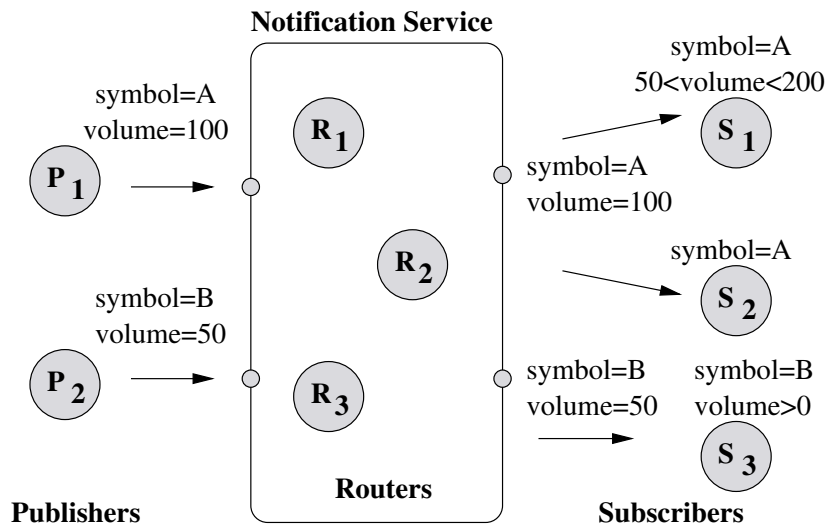 Notification Service
symbol=A
volume=100
P1
symbol=B
volume=50
P2
Publishers
R1
R2
R3
Routers
symbol=A
volume=100
symbol=B
volume=50
symbol=A
50<volume<200
S1
symbol=A
S2
symbol=B
volume>0
S3
Subscribers